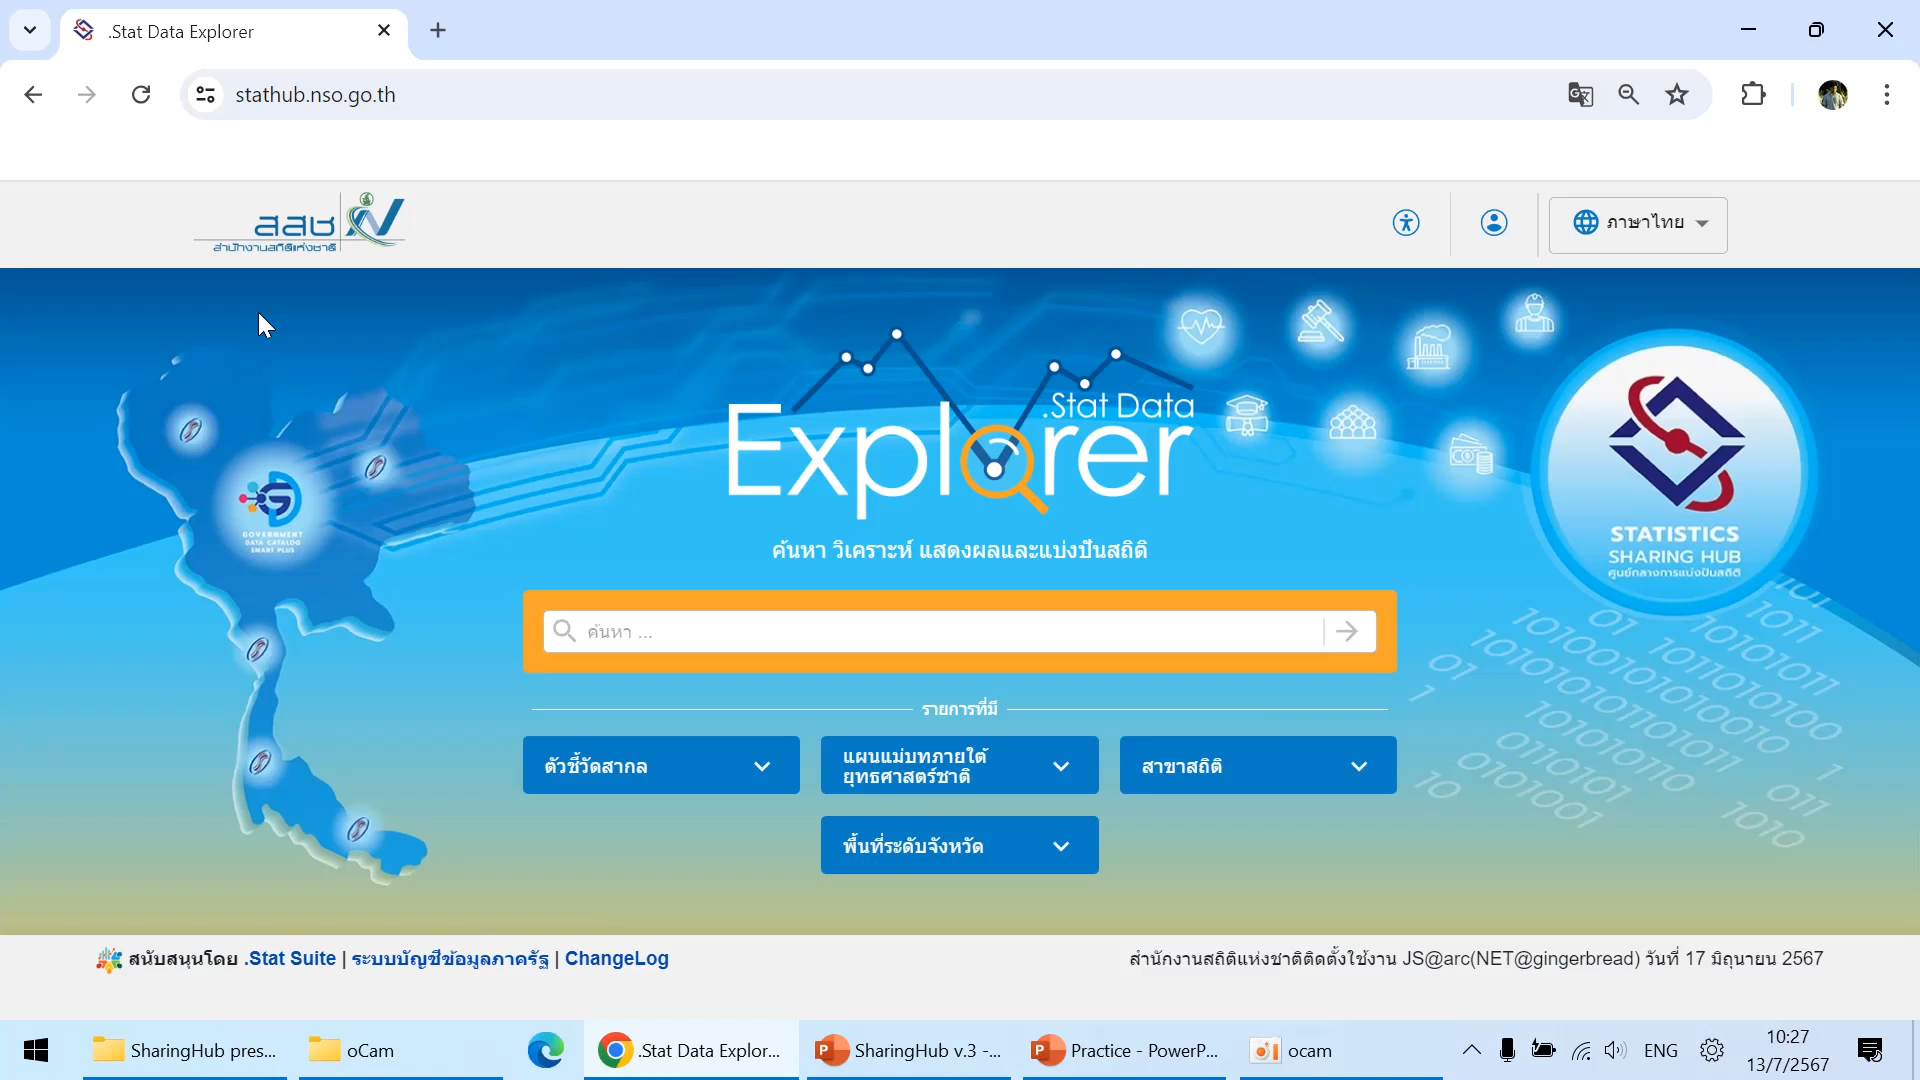 .Stat Data Explorer
stathub.nso.go.th
สสช
สำนักงานสถิติแห่งชาติ
ภาษาไทย
.Stat Data
Explorer
GOVERNMENT
DATA CATALOG
SMART PLUS
STATISTICS
SHARING HUB
ศูนย์กลางการแบ่งปันสถิติ
ค้นหา วิเคราะห์ แสดงผลและแบ่งปันสถิติ
ค้นหา ...
รายการที่มี
ตัวชี้วัดสากล
แผนแม่บทภายใต้
ยุทธศาสตร์ชาติ
สาขาสถิติ
พื้นที่ระดับจังหวัด
สนับสนุนโดย .Stat Suite | ระบบบัญชีข้อมูลภาครัฐ | ChangeLog
สำนักงานสถิติแห่งชาติติดตั้งใช้งาน JS@arc(NET@gingerbread) วันที่ 17 มิถุนายน 2567
SharingHub pres...
oCam
.Stat Data Explor...
SharingHub v.3 -...
Practice - PowerP...
ocam
ENG
10:27
13/7/2567